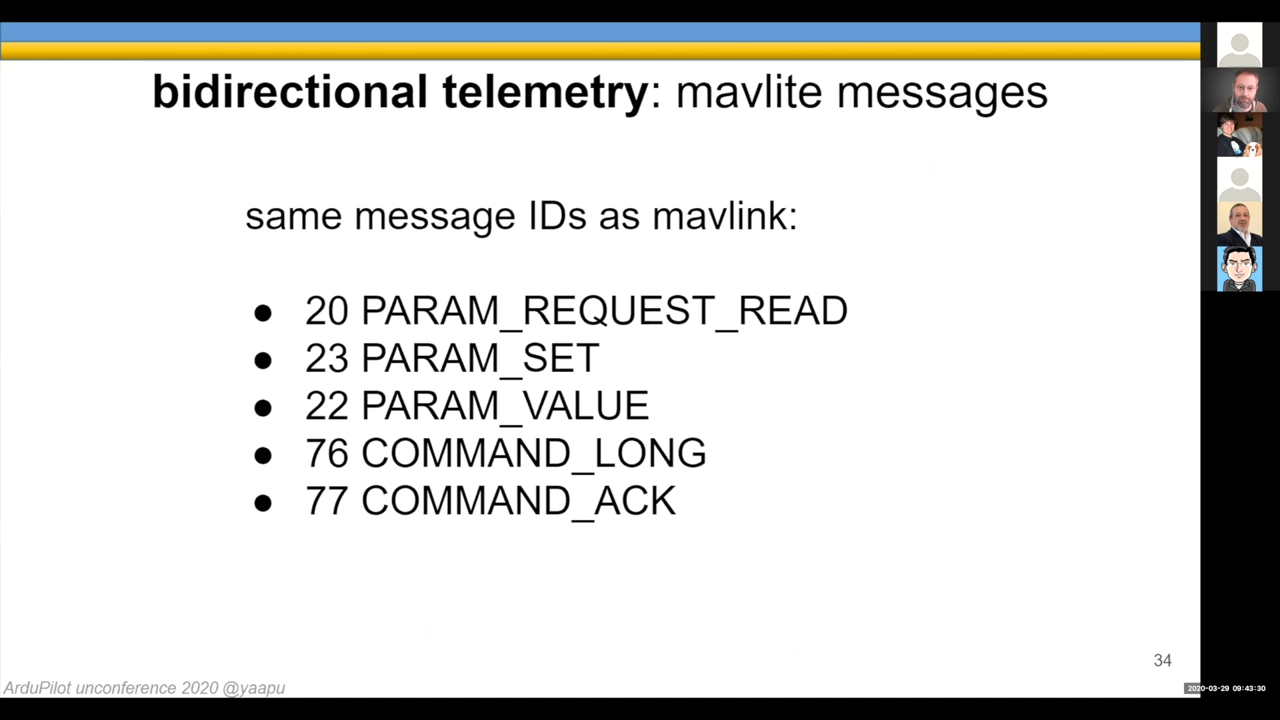 bidirectional telemetry: mavlite messages
same message IDs as mavlink:
● 20 PARAM_REQUEST_READ
● 23 PARAM_SET
● 22 PARAM_VALUE
● 76 COMMAND_LONG
● 77 COMMAND_ACK
34
ArduPilot unconference 2020 @yaapu
2020-03-29 09:43:30